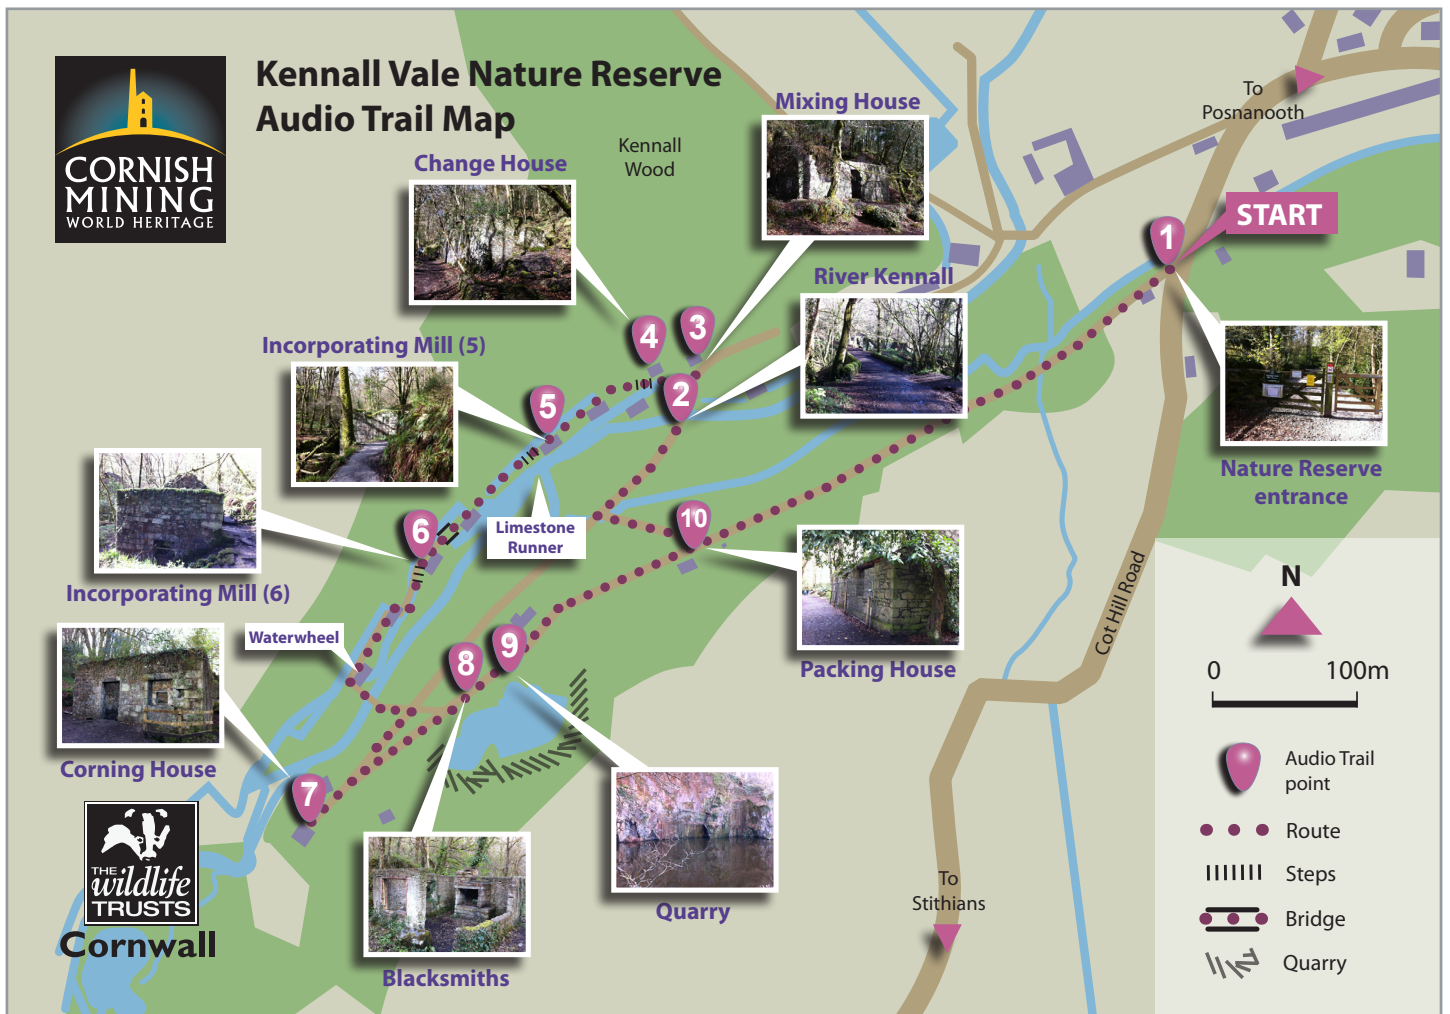 Kennall Vale Nature Reserve
Audio Trail Map
CORNISH
MINING
WORLD HERITAGE
Kennall
Wood
Mixing House
Change House
To
Posnanooth
START
1
River Kennall
3
4
2
Incorporating Mill (5)
5
Nature Reserve
entrance
6
Limestone
Runner
10
Incorporating Mill (6)
Cot Hill Road
N
0 100m
Waterwheel
9
8
Packing House
Corning House
7
Audio Trail
point
Route
Steps
Bridge
Quarry
To
Stithians
Quarry
Blacksmiths
THE
wildlife
TRUSTS
Cornwall